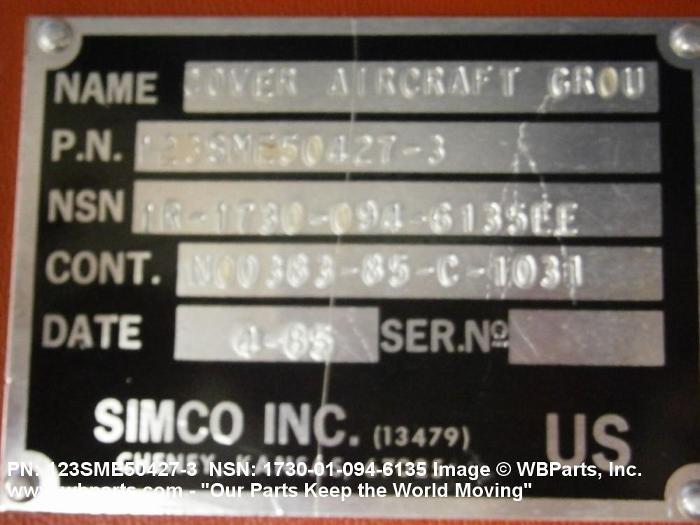 NAME COVER AIRCRAFT GROU
P.N. 123SME50427-3
NSN 1R-1730-094-6135EE
CONT. N00383-85-C-1031
DATE 4-85 SER.Nº
SIMCO INC. (13479) US
CHENEY, KANSAS
PN: 123SME50427-3 NSN: 1730-01-094-6135 Image © WBParts, Inc.
www.wbparts.com - "Our Parts Keep the World Moving"